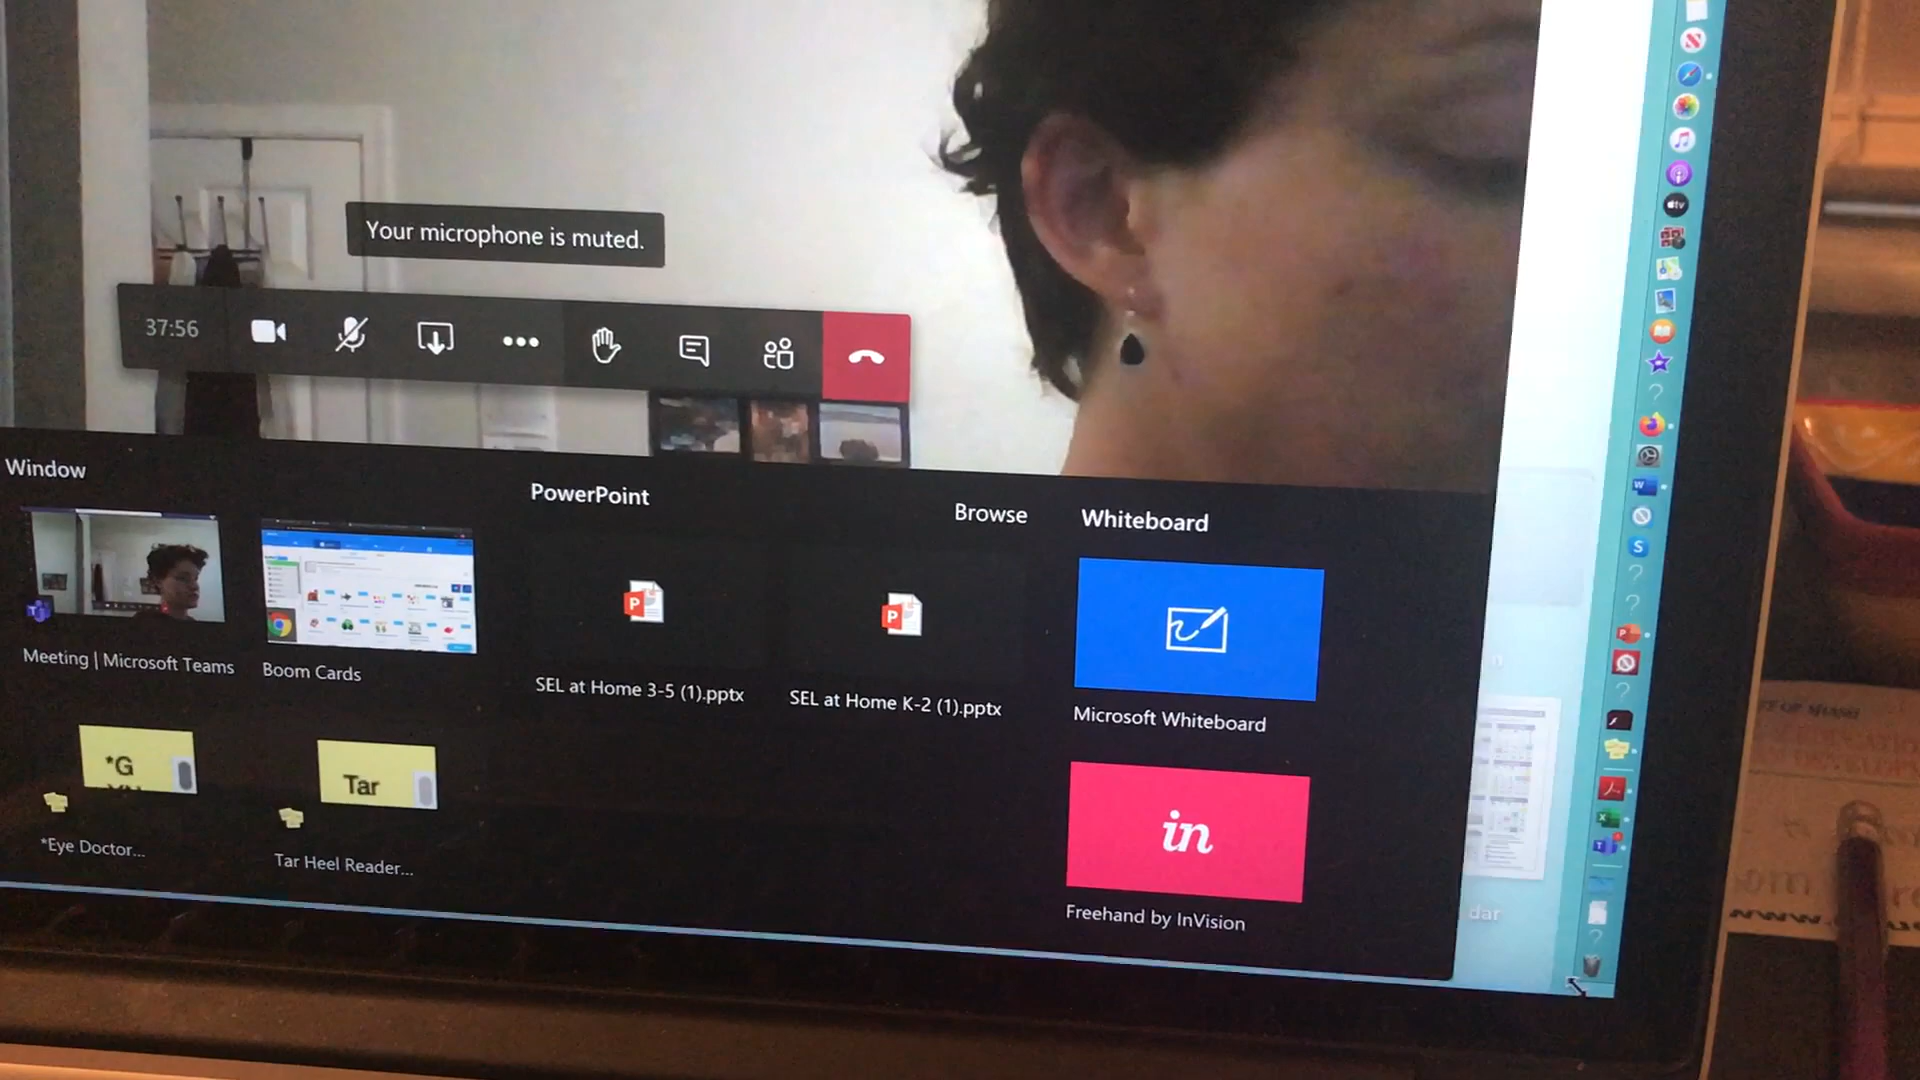 Your microphone is muted.
37:56
Window
PowerPoint
Browse
Whiteboard
Meeting | Microsoft Teams
Boom Cards
SEL at Home 3-5 (1).pptx
SEL at Home K-2 (1).pptx
Microsoft Whiteboard
*G
Tar
in
*Eye Doctor...
Tar Heel Reader...
Freehand by InVision
dar
tv
W
S
P
P
P